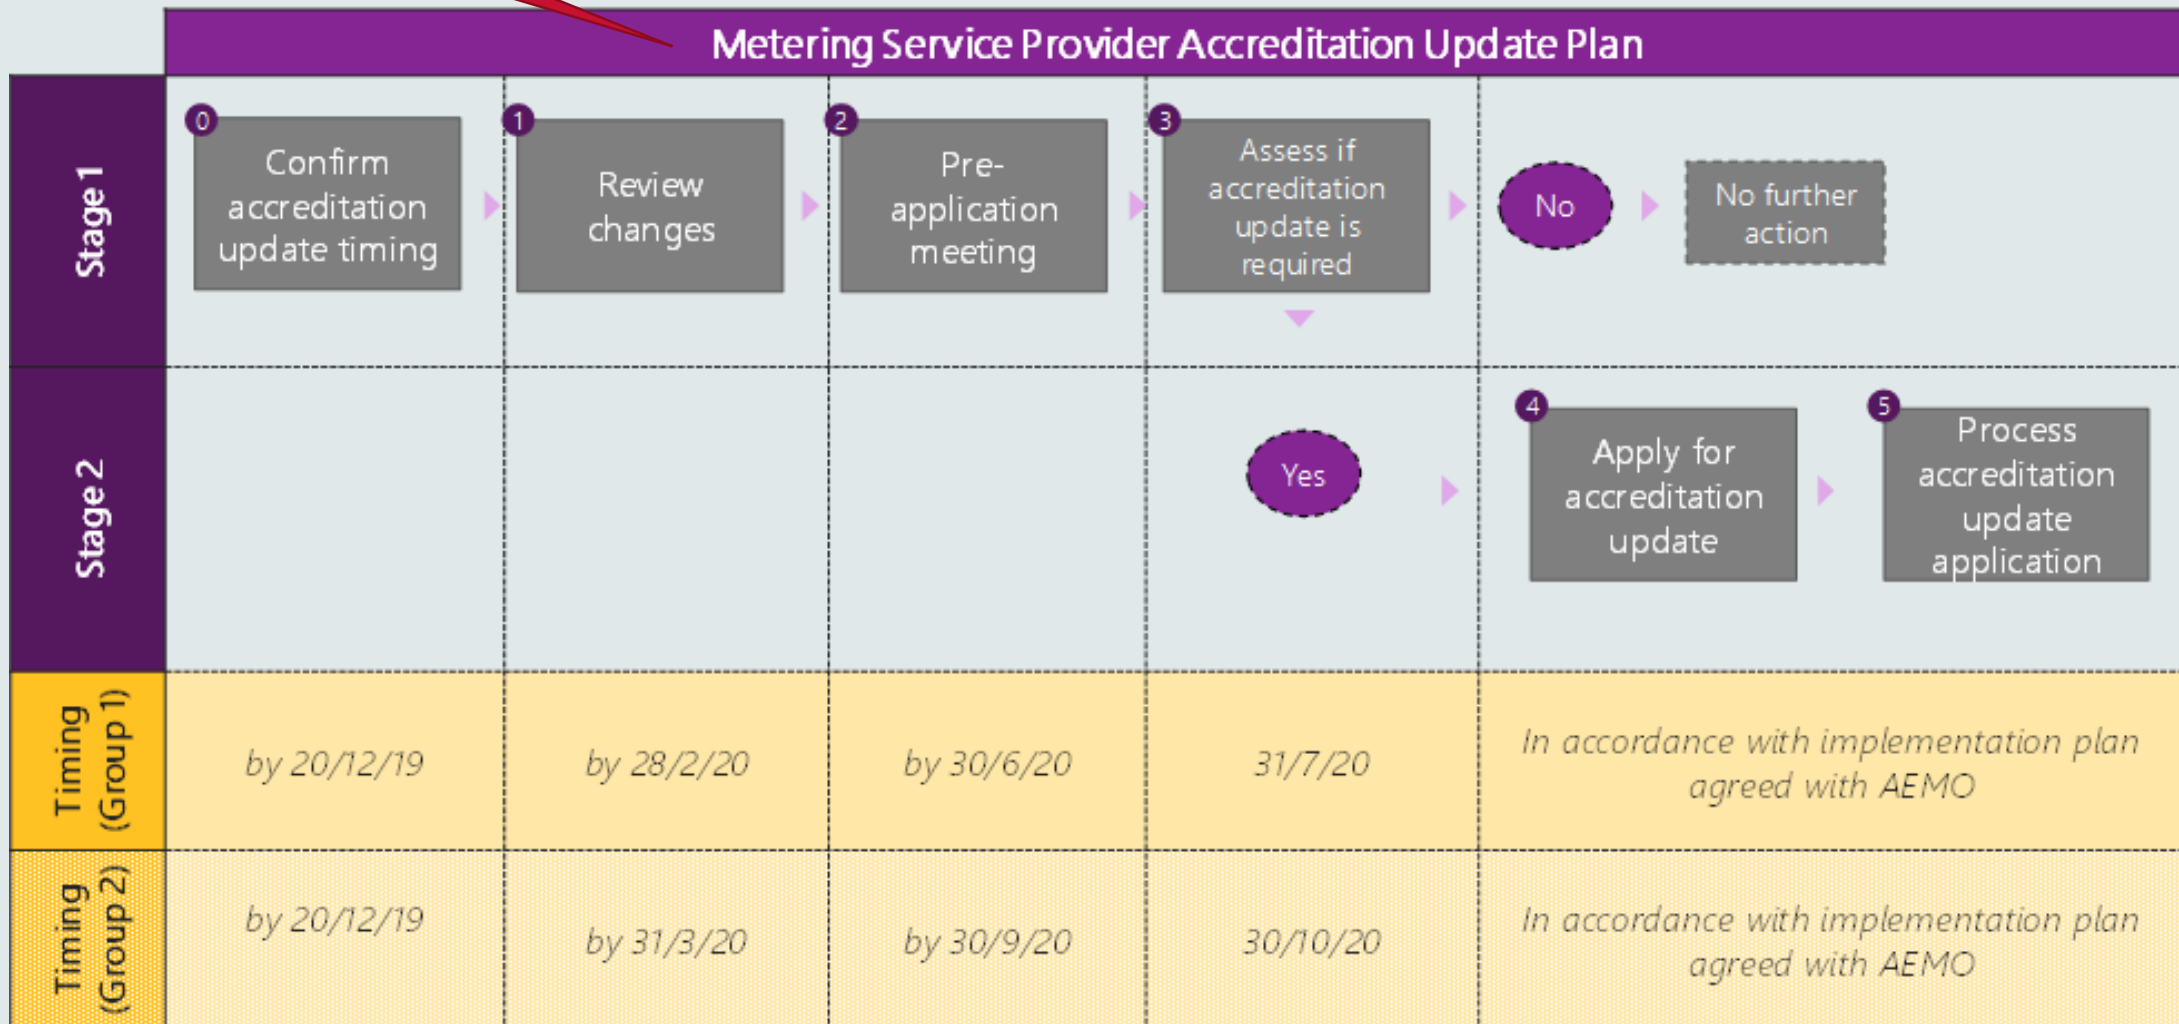 Metering Service Provider Accreditation Update Plan
Stage 1
0
Confirm
accreditation
update timing
1
Review
changes
2
Pre-
application
meeting
3
Assess if
accreditation
update is
required
No
No further
action
Stage 2
Yes
4
Apply for
accreditation
update
5
Process
accreditation
update
application
Timing
(Group 1)
by 20/12/19
by 28/2/20
by 30/6/20
31/7/20
In accordance with implementation plan
agreed with AEMO
Timing
(Group 2)
by 20/12/19
by 31/3/20
by 30/9/20
30/10/20
In accordance with implementation plan
agreed with AEMO